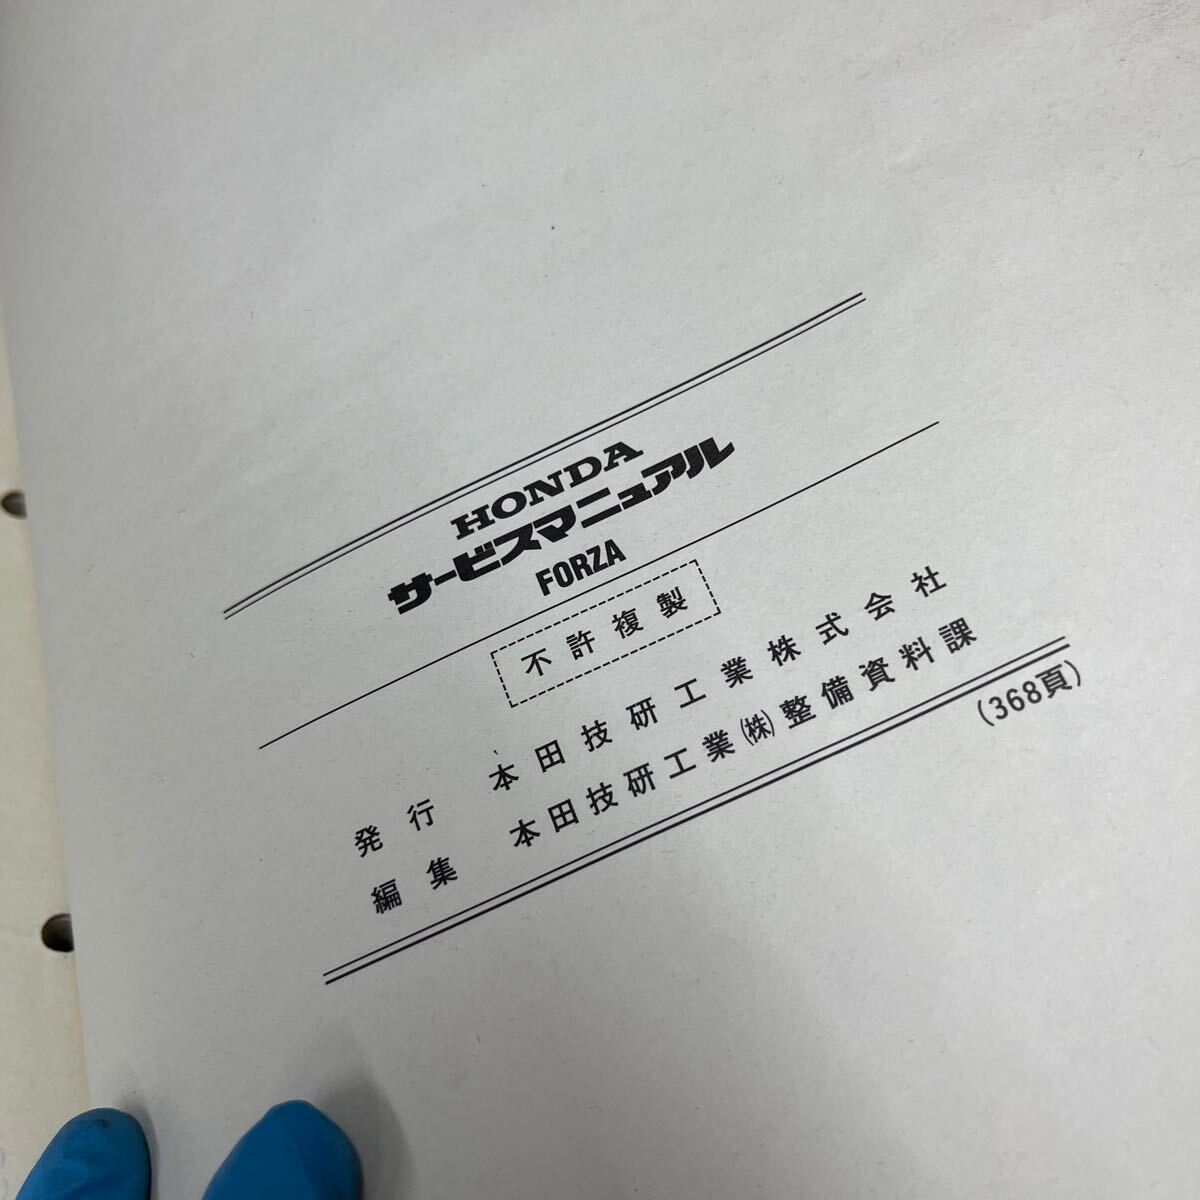 HONDA
サービスマニュアル
FORZA
不許複製
発行 本田技研工業株式会社
編集 本田技研工業㈱整備資料課
(368頁)